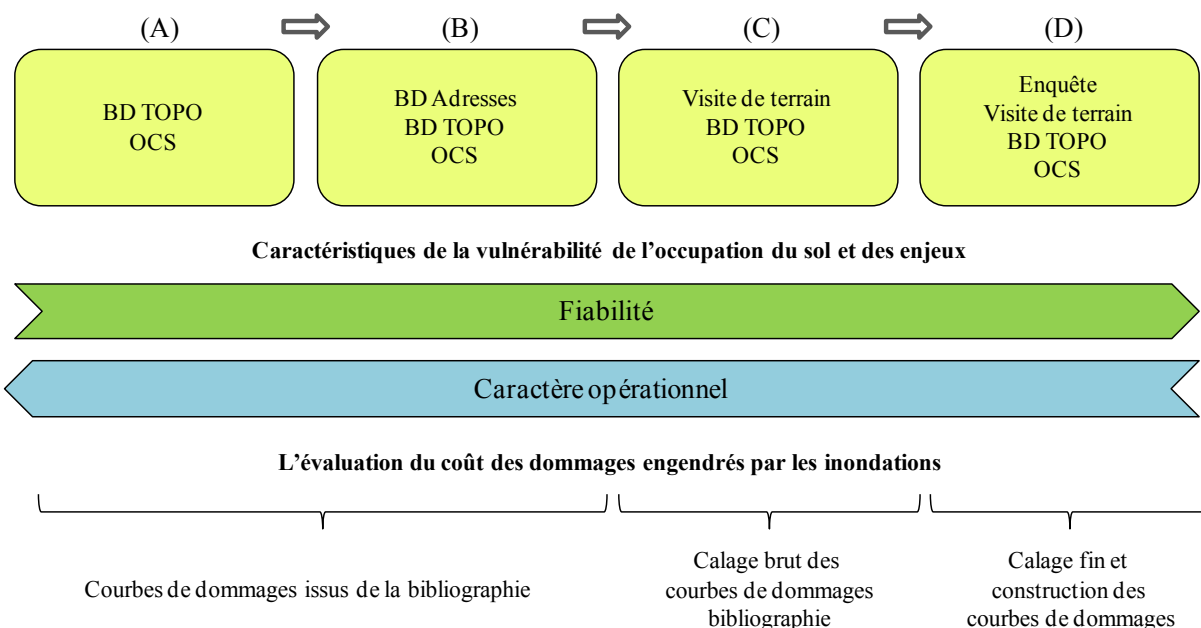 (A)
(B)
(C)
(D)
BD TOPO
OCS
BD Adresses
BD TOPO
OCS
Visite de terrain
BD TOPO
OCS
Enquête
Visite de terrain
BD TOPO
OCS
Caractéristiques de la vulnérabilité de l’occupation du sol et des enjeux
Fiabilité
Caractère opérationnel
L’évaluation du coût des dommages engendrés par les inondations
Courbes de dommages issus de la bibliographie
Calage brut des
courbes de dommages
bibliographie
Calage fin et
construction des
courbes de dommages